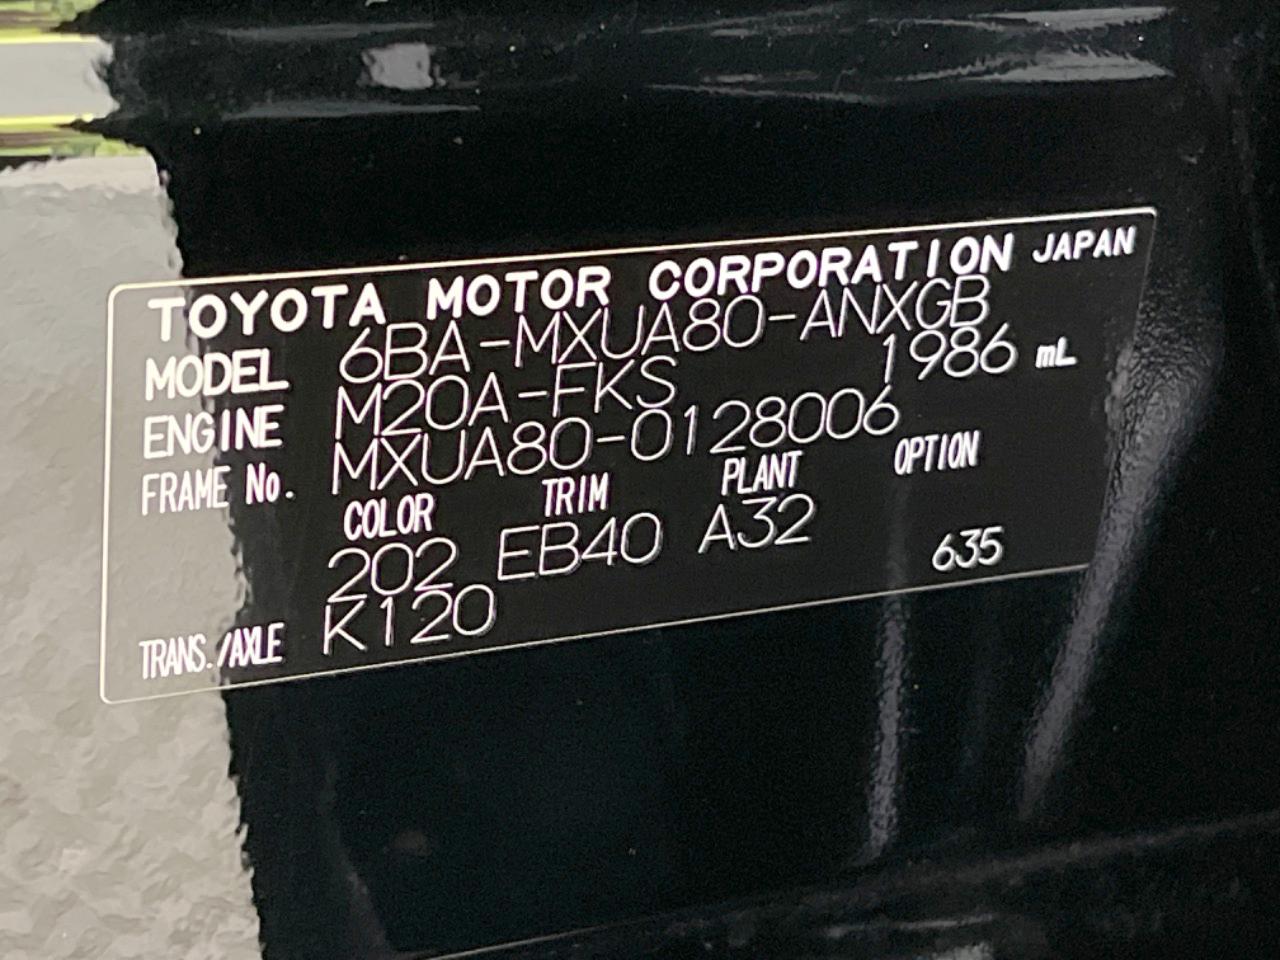 TOYOTA MOTOR CORPORATION JAPAN
MODEL 6BA-MXUA80-ANXGB
ENGINE M20A-FKS 1986 mL
FRAME No. MXUA80-0128006
COLOR TRIM PLANT OPTION
202 EB40 A32
TRANS./AXLE K120 635